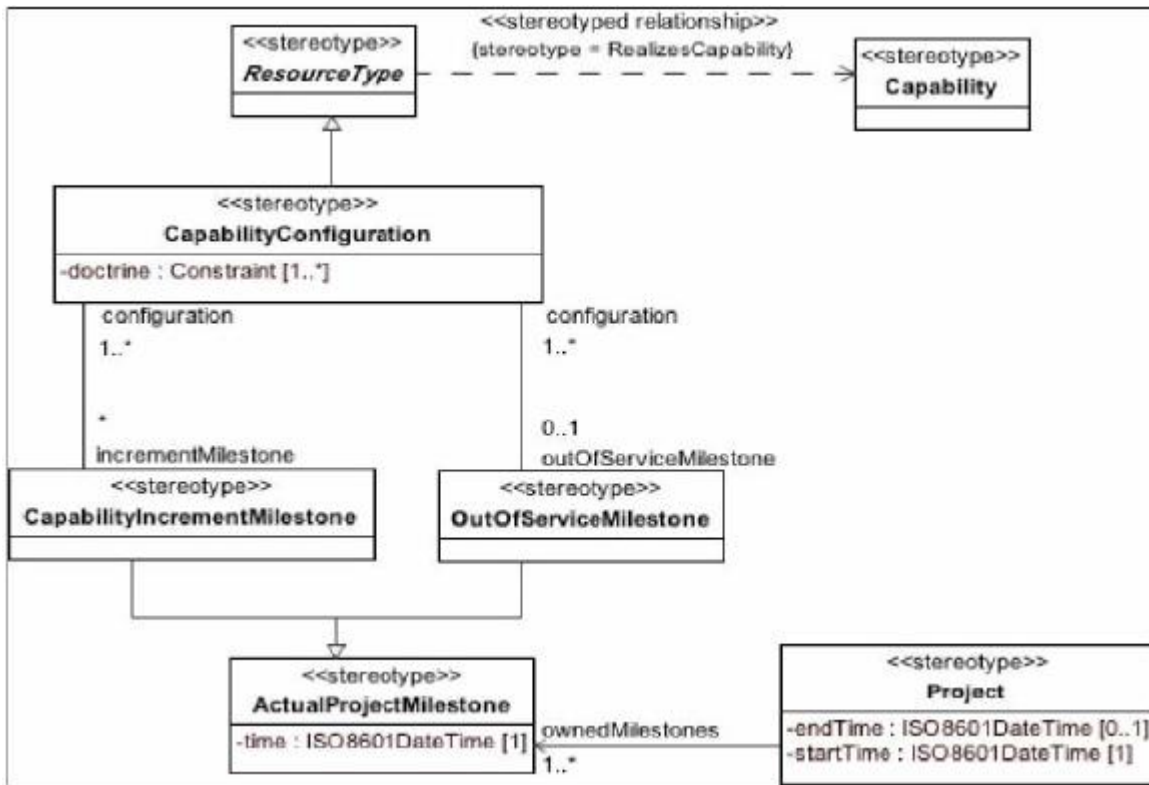 <<stereotyped relationship>>
{stereotype = RealizesCapability}
<<stereotype>>
ResourceType
<<stereotype>>
Capability
<<stereotype>>
CapabilityConfiguration
-doctrine : Constraint [1..*]
configuration
1..*
configuration
1..*
*
incrementMilestone
0..1
outOfServiceMilestone
<<stereotype>>
CapabilityIncrementMilestone
<<stereotype>>
OutOfServiceMilestone
<<stereotype>>
ActualProjectMilestone
-time : ISO8601DateTime [1]
ownedMilestones
1..*
<<stereotype>>
Project
-endTime : ISO8601DateTime [0..1]
-startTime : ISO8601DateTime [1]